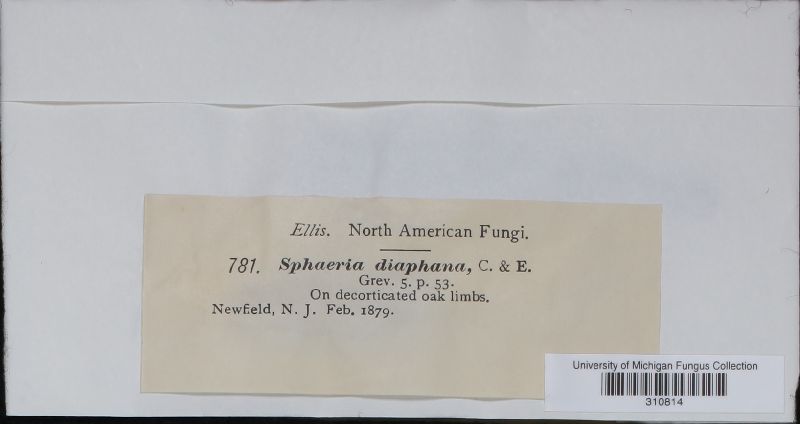 Ellis. North American Fungi.
781. Sphaeria diaphana, C. & E.
Grev. 5. p. 53.
On decorticated oak limbs.
Newfield, N. J. Feb. 1879.
University of Michigan Fungus Collection
310814